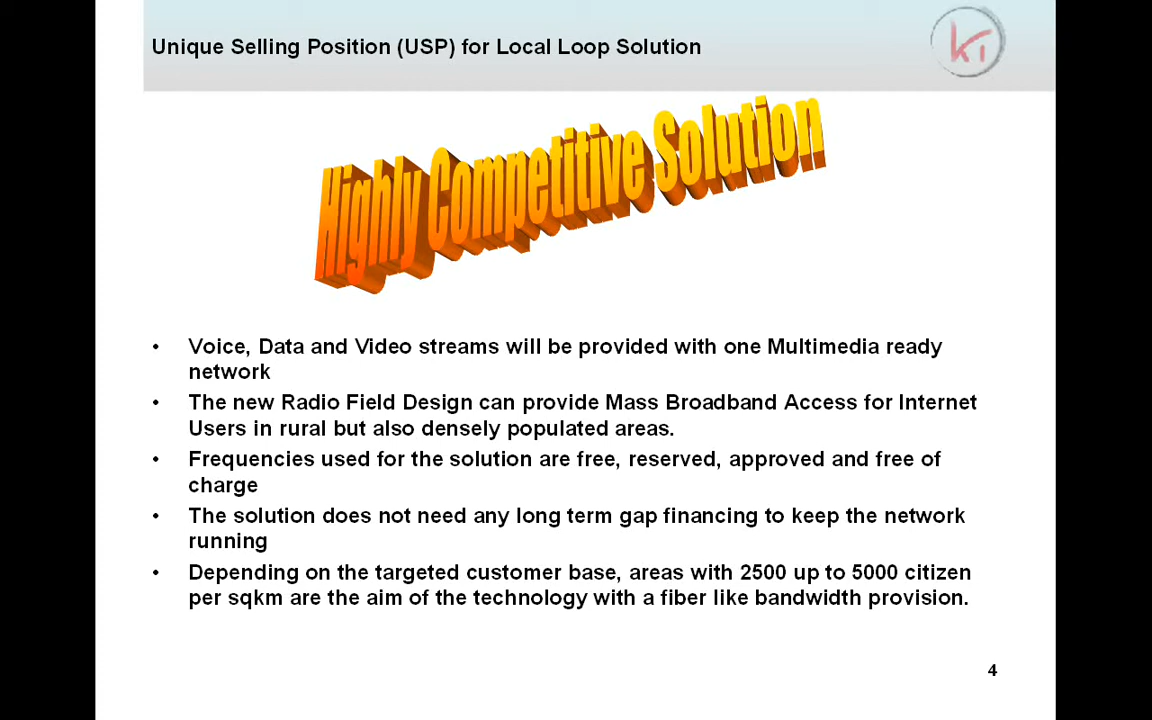 Unique Selling Position (USP) for Local Loop Solution
Highly Competitive Solution
• Voice, Data and Video streams will be provided with one Multimedia ready
network
• The new Radio Field Design can provide Mass Broadband Access for Internet
Users in rural but also densely populated areas.
• Frequencies used for the solution are free, reserved, approved and free of
charge
• The solution does not need any long term gap financing to keep the network
running
• Depending on the targeted customer base, areas with 2500 up to 5000 citizen
per sqkm are the aim of the technology with a fiber like bandwidth provision.
4